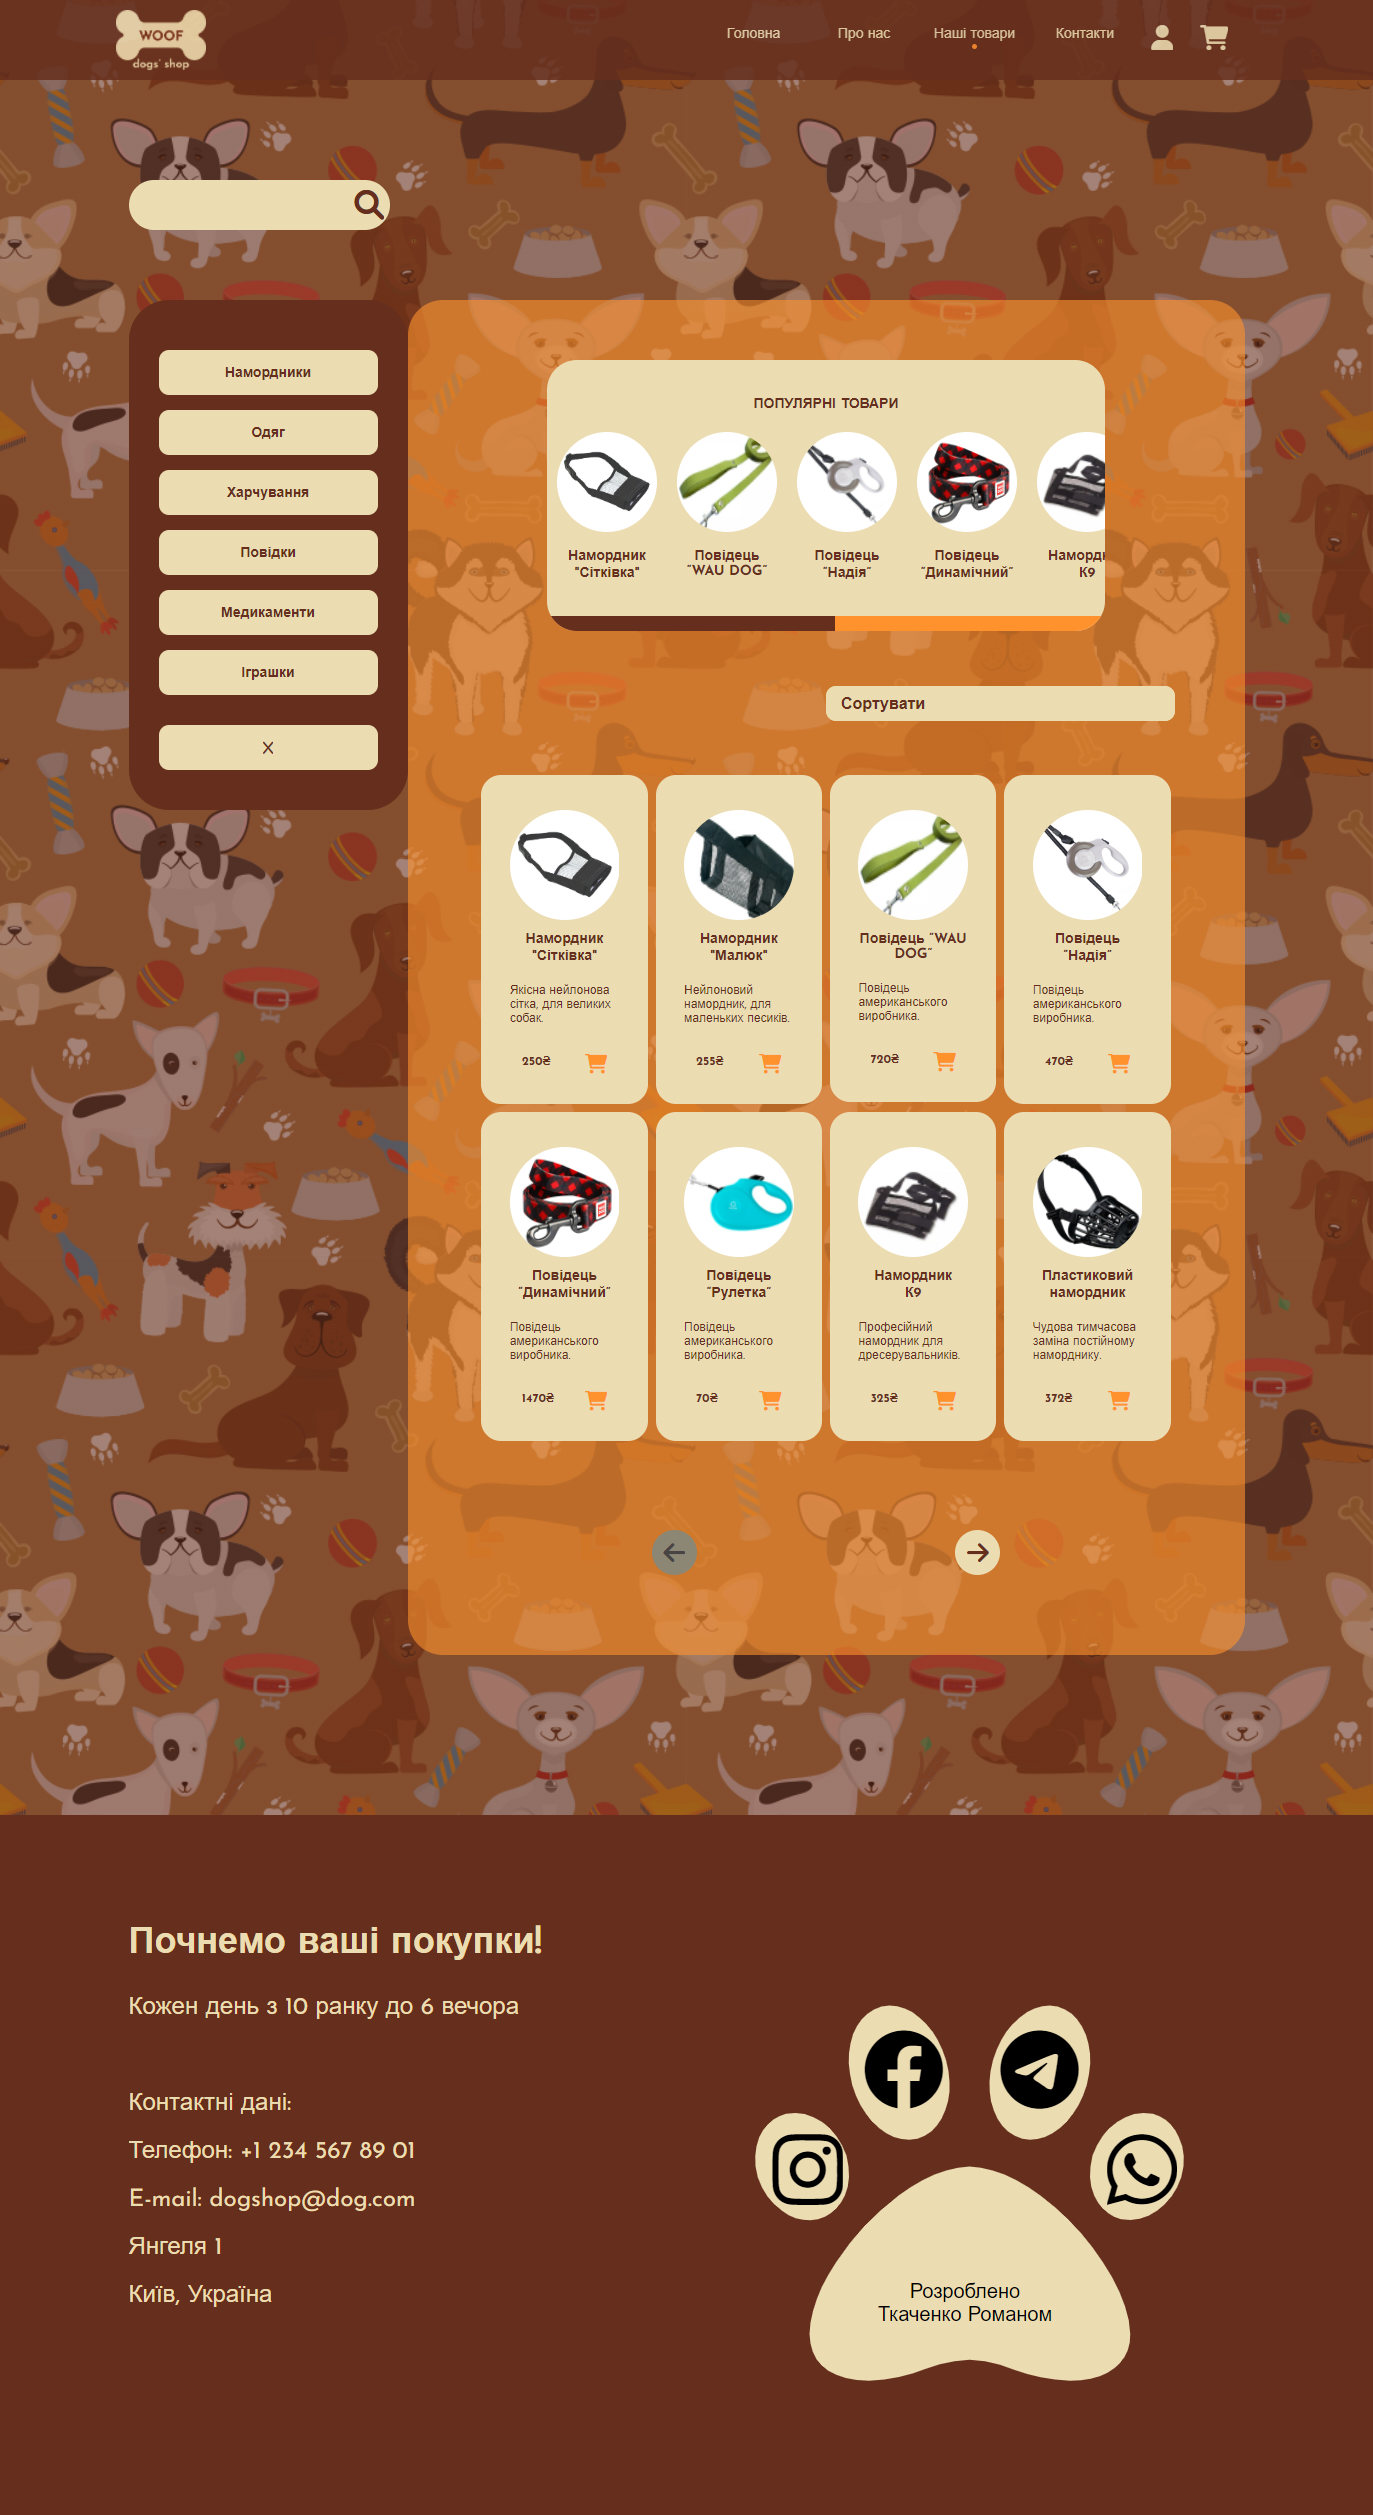 WOOF
dogs' shop
Головна
Про нас
Наші товари
Контакти
Намордники
Одяг
Харчування
Повідки
Медикаменти
Іграшки
X
ПОПУЛЯРНІ ТОВАРИ
Намордник
"Сітківка"
Повідець
"WAU DOG"
Повідець
"Надія"
Повідець
"Динамічний"
Наморді
K9
Сортувати
Намордник
"Сітківка"
Якісна нейлонова
сітка, для великих
собак.
250₴
Намордник
"Малюк"
Нейлоновий
намордник, для
маленьких песиків.
255₴
Повідець "WAU
DOG"
Повідець
американського
виробника.
720₴
Повідець
"Надія"
Повідець
американського
виробника.
470₴
Повідець
"Динамічний"
Повідець
американського
виробника.
1470₴
Повідець
"Рулетка"
Повідець
американського
виробника.
70₴
Намордник
K9
Професійний
намордник для
дресерувальників.
325₴
Пластиковий
намордник
Чудова тимчасова
заміна постійному
наморднику.
372₴
Почнемо ваші покупки!
Кожен день з 10 ранку до 6 вечора
Контактні дані:
Телефон: +1 234 567 89 01
E-mail: dogshop@dog.com
Янгеля 1
Київ, Україна
Розроблено
Ткаченко Романом